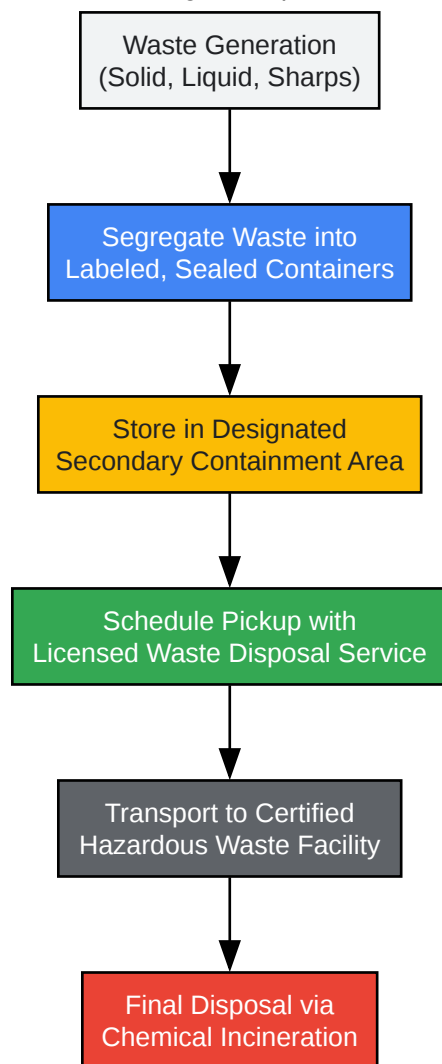 Waste Generation
(Solid, Liquid, Sharps)
Segregate Waste into
Labeled, Sealed Containers
Store in Designated
Secondary Containment Area
Schedule Pickup with
Licensed Waste Disposal Service
Transport to Certified
Hazardous Waste Facility
Final Disposal via
Chemical Incineration